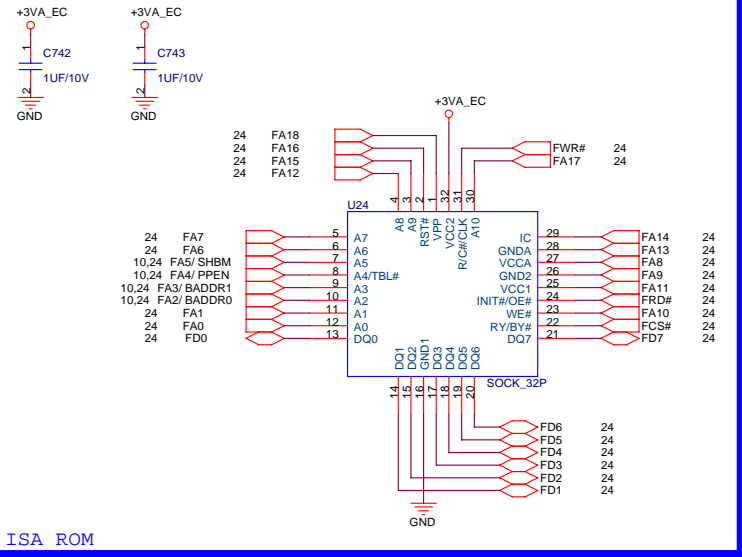 +3VA_EC +3VA_EC
1 C742 1 C743
1UF/10V 1UF/10V
2 2
GND GND
+3VA_EC
24 FA18
24 FA16 FWR# 24
24 FA15 FA17 24
24 FA12
4 3 2 1 32 31 30
U24
A8 A9 RST# VPP VCC2 R/C#/CLK A10
24 FA7 5 A7 IC 29 FA14 24
24 FA6 6 A6 GNDA 28 FA13 24
10,24 FA5/ SHBM 7 A5 VCCA 27 FA8 24
10,24 FA4/ PPEN 8 A4/TBL# GND2 26 FA9 24
10,24 FA3/ BADDR1 9 A3 VCC1 25 FA11 24
10,24 FA2/ BADDR0 10 A2 INIT#/OE# 24 FRD# 24
24 FA1 11 A1 WE# 23 FA10 24
24 FA0 12 A0 RY/BY# 22 FCS# 24
24 FD0 13 DQ0 DQ7 21 FD7 24
DQ1 DQ2 GND1 DQ3 DQ4 DQ5 DQ6
SOCK_32P
14 15 16 17 18 19 20
FD6 24
FD5 24
FD4 24
FD3 24
FD2 24
FD1 24
GND
ISA ROM